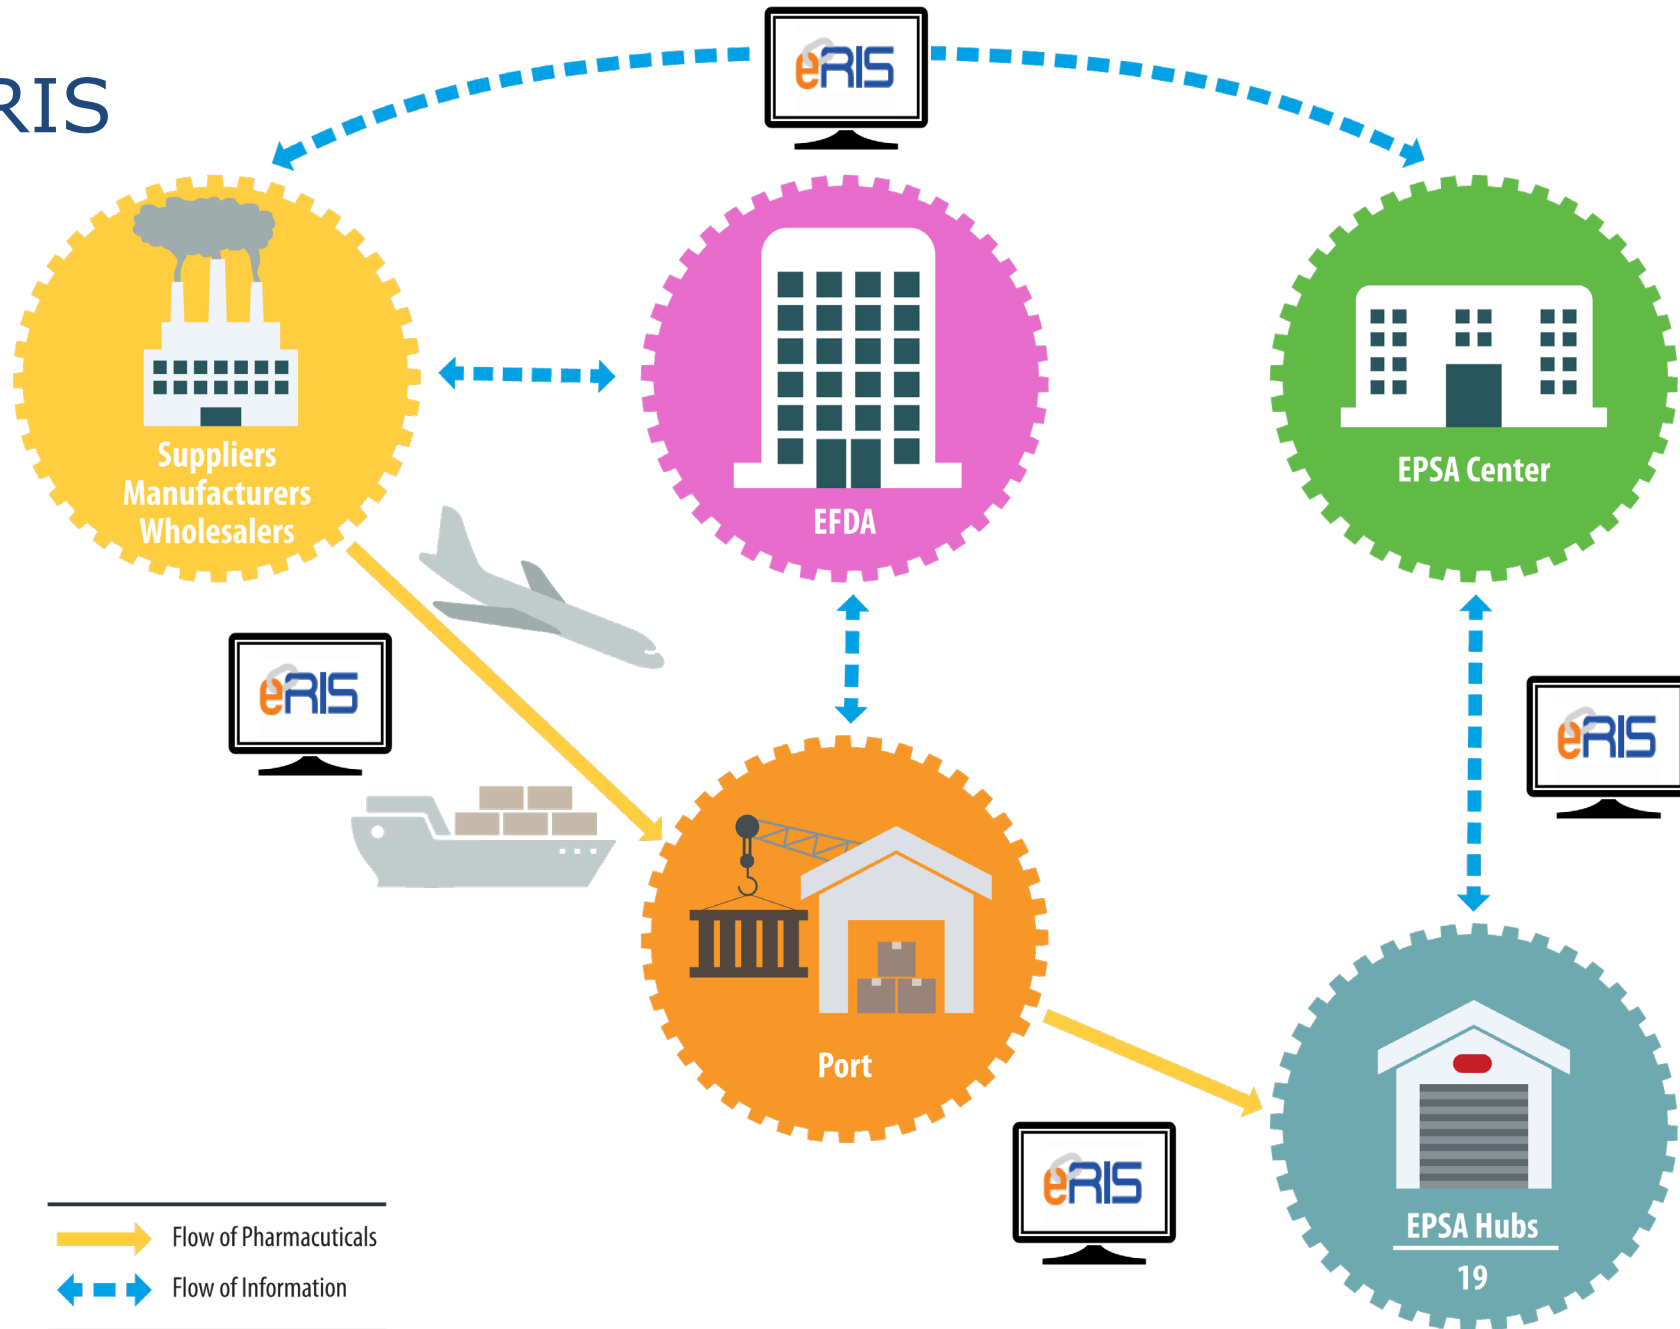 RIS
eRIS
Suppliers
Manufacturers
Wholesalers
EFDA
EPSA Center
eRIS
eRIS
Port
eRIS
EPSA Hubs
19
Flow of Pharmacuticals
Flow of Information